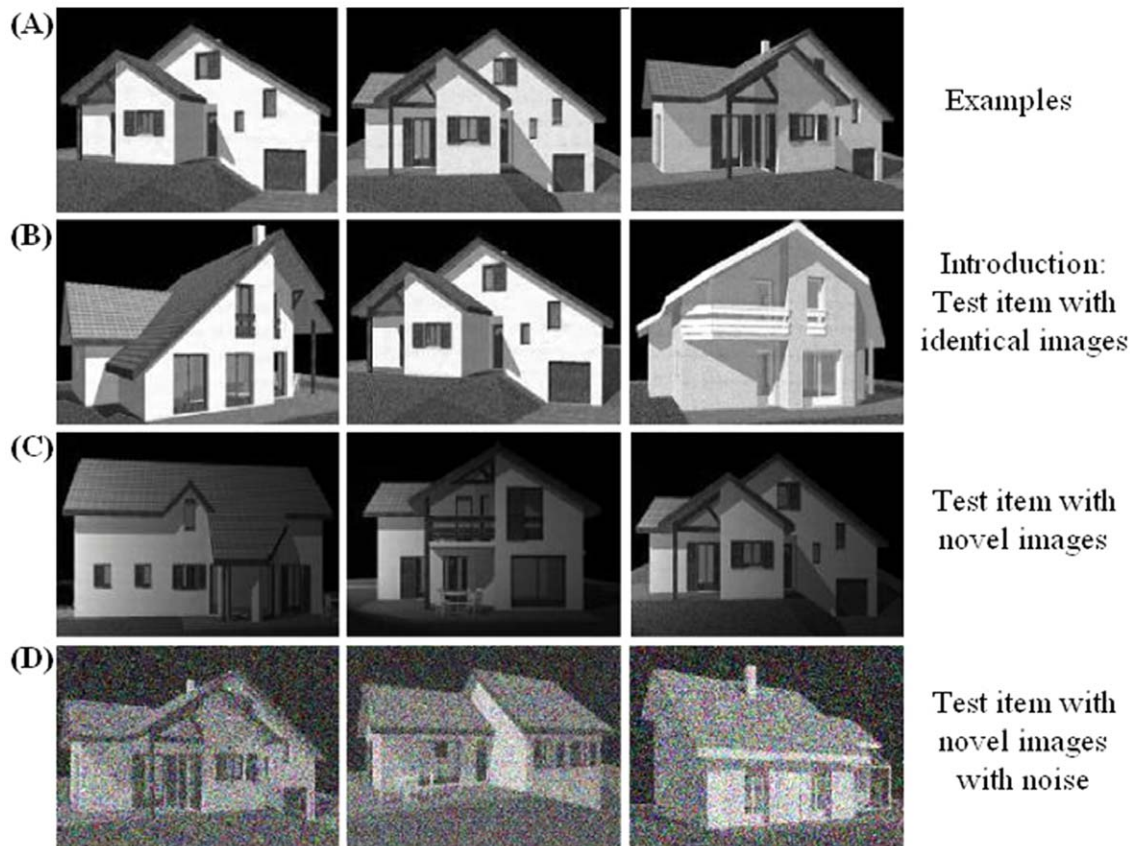 (A)
Examples
(B)
Introduction:
Test item with
identical images
(C)
Test item with
novel images
(D)
Test item with
novel images
with noise